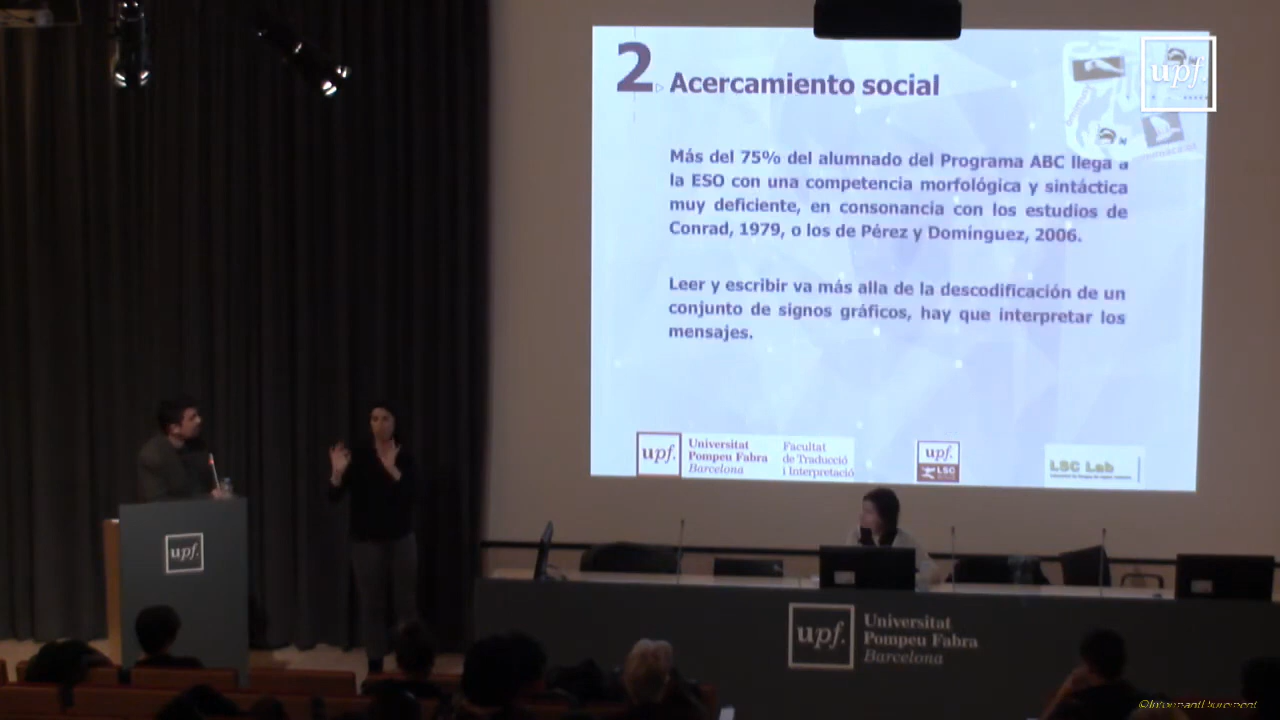 2 Acercamiento social
upf.
Más del 75% del alumnado del Programa ABC llega a
la ESO con una competencia morfológica y sintáctica
muy deficiente, en consonancia con los estudios de
Conrad, 1979, o los de Pérez y Domínguez, 2006.
Leer y escribir va más alla de la descodificación de un
conjunto de signos gráficos, hay que interpretar los
mensajes.
upf.
Universitat
Pompeu Fabra
Barcelona
Facultat
de Traducció
i Interpretació
upf.
LSC
LSC Lab
upf.
upf.
Universitat
Pompeu Fabra
Barcelona